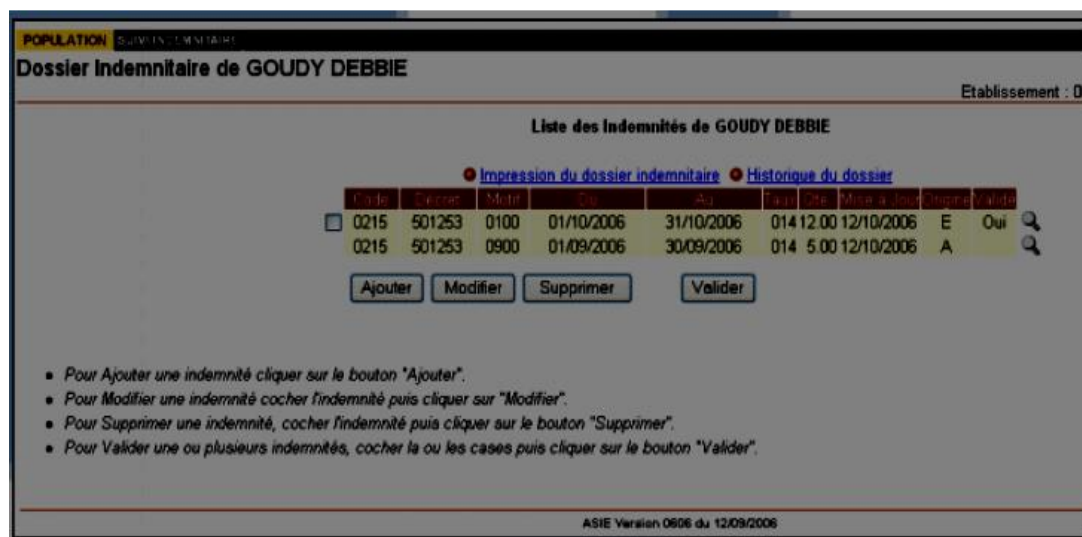 POPULATION SUIVI INDEMNITAIRE
Dossier Indemnitaire de GOUDY DEBBIE
Etablissement : 0
Liste des Indemnités de GOUDY DEBBIE
Impression du dossier indemnitaire Historique du dossier
Code Décret Motif Du Au Taux Qte Mise à Jour Origine Validé
0215 501253 0100 01/10/2006 31/10/2006 014 12.00 12/10/2006 E Oui
0215 501253 0900 01/09/2006 30/09/2006 014 5.00 12/10/2006 A
Ajouter Modifier Supprimer Valider
• Pour Ajouter une indemnité cliquer sur le bouton "Ajouter".
• Pour Modifier une indemnité cocher l'indemnité puis cliquer sur "Modifier".
• Pour Supprimer une indemnité, cocher l'indemnité puis cliquer sur le bouton "Supprimer".
• Pour Valider une ou plusieurs indemnités, cocher la ou les cases puis cliquer sur le bouton "Valider".
ASIE Version 0606 du 12/09/2006